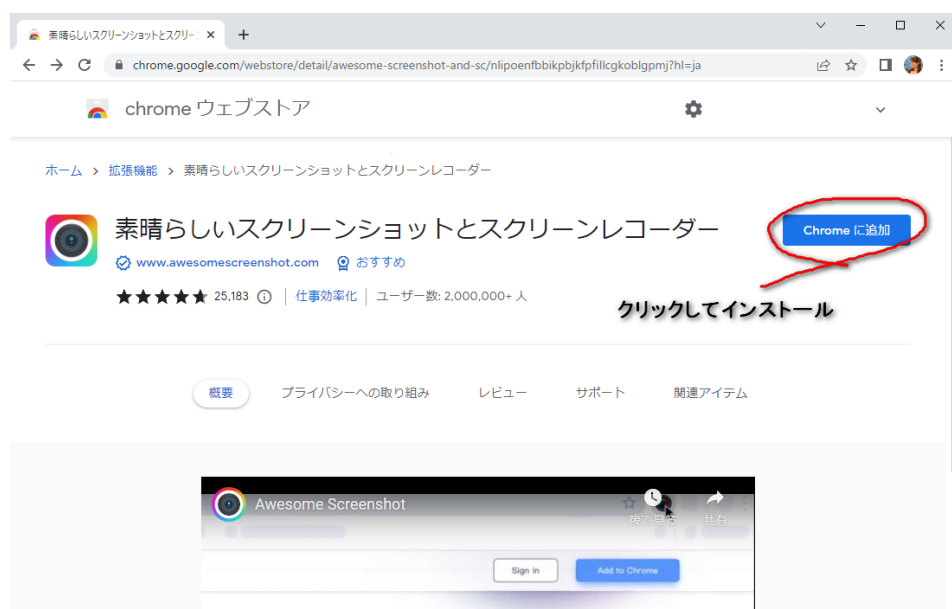 素晴らしいスクリーンショットとスクリーン
chrome.google.com/webstore/detail/awesome-screenshot-and-sc/nlipoenfbbikpbjkfpfillcgkoblgpmj?hl=ja
chrome ウェブストア
ホーム > 拡張機能 > 素晴らしいスクリーンショットとスクリーンレコーダー
素晴らしいスクリーンショットとスクリーンレコーダー
Chrome に追加
www.awesomescreenshot.com おすすめ
25,183 仕事効率化 ユーザー数: 2,000,000+ 人
クリックしてインストール
概要 プライバシーへの取り組み レビュー サポート 関連アイテム
Awesome Screenshot
後で見る 共有
Sign in Add to Chrome